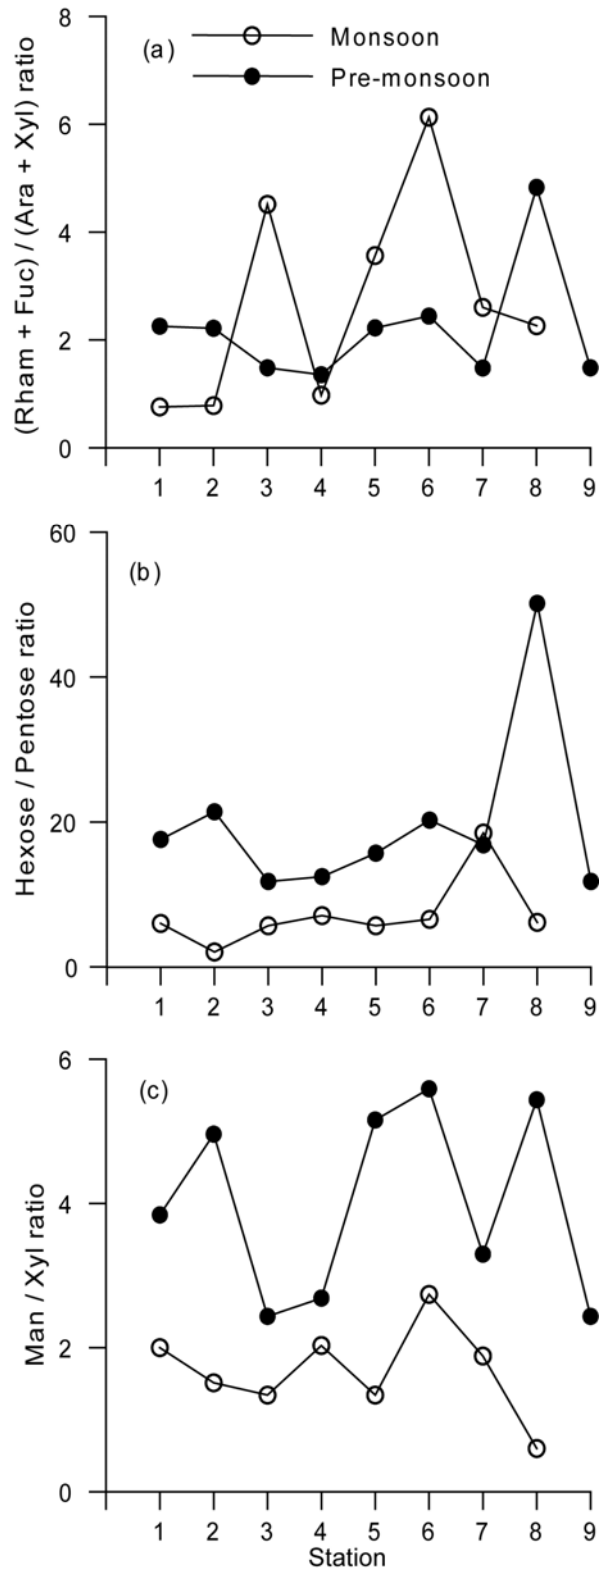 8
(a)
Monsoon
Pre-monsoon
6
4
2
0
(Rham + Fuc) / (Ara + Xyl) ratio
1 2 3 4 5 6 7 8 9
60
(b)
40
20
0
Hexose / Pentose ratio
1 2 3 4 5 6 7 8 9
6
(c)
4
2
0
Man / Xyl ratio
1 2 3 4 5 6 7 8 9
Station